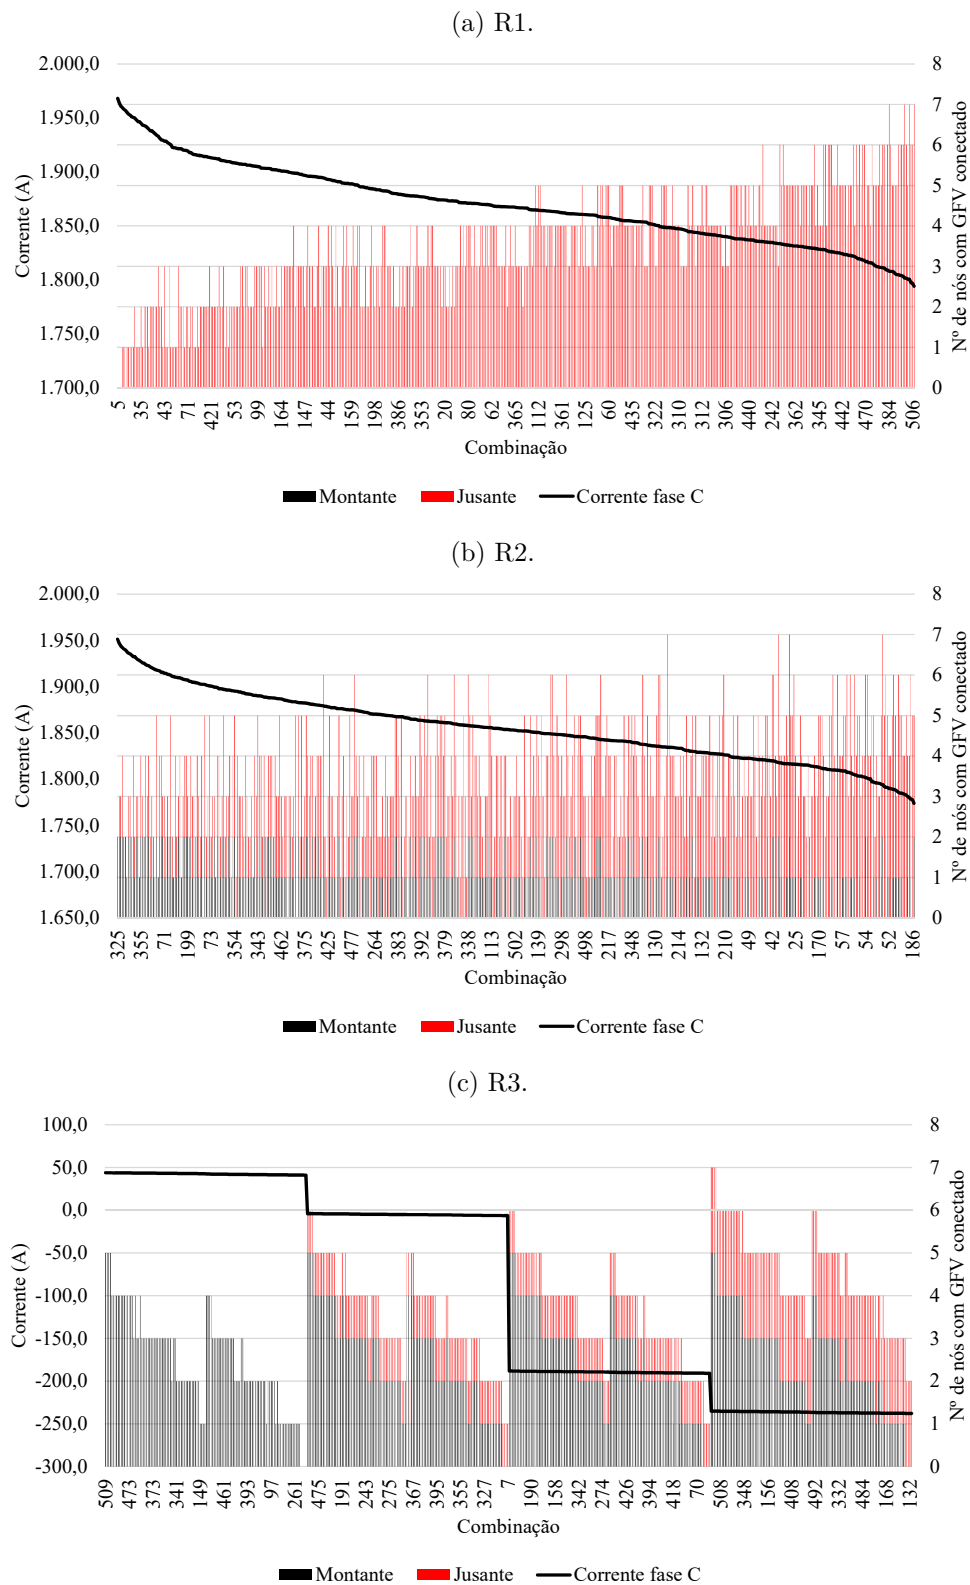 (a) R1.
2.000,0
1.950,0
1.900,0
1.850,0
1.800,0
1.750,0
1.700,0
Corrente (A)
8
7
6
5
4
3
2
1
0
Nº de nós com GFV conectado
5 35 43 71 421 53 99 164 147 44 159 198 386 353 20 80 62 365 112 361 125 60 435 322 310 312 306 440 242 362 345 442 470 384 506
Combinação
Montante Jusante Corrente fase C
(b) R2.
2.000,0
1.950,0
1.900,0
1.850,0
1.800,0
1.750,0
1.700,0
1.650,0
Corrente (A)
8
7
6
5
4
3
2
1
0
Nº de nós com GFV conectado
325 355 71 199 73 354 443 462 375 425 477 264 383 392 379 338 113 502 139 298 498 217 348 130 214 132 210 49 42 25 170 57 54 52 186
Combinação
Montante Jusante Corrente fase C
(c) R3.
100,0
50,0
0,0
-50,0
-100,0
-150,0
-200,0
-250,0
-300,0
Corrente (A)
8
7
6
5
4
3
2
1
0
Nº de nós com GFV conectado
509 473 373 341 149 461 393 97 261 475 191 243 275 367 395 355 327 7 190 158 342 274 426 394 418 70 508 348 156 408 492 332 484 168 132
Combinação
Montante Jusante Corrente fase C